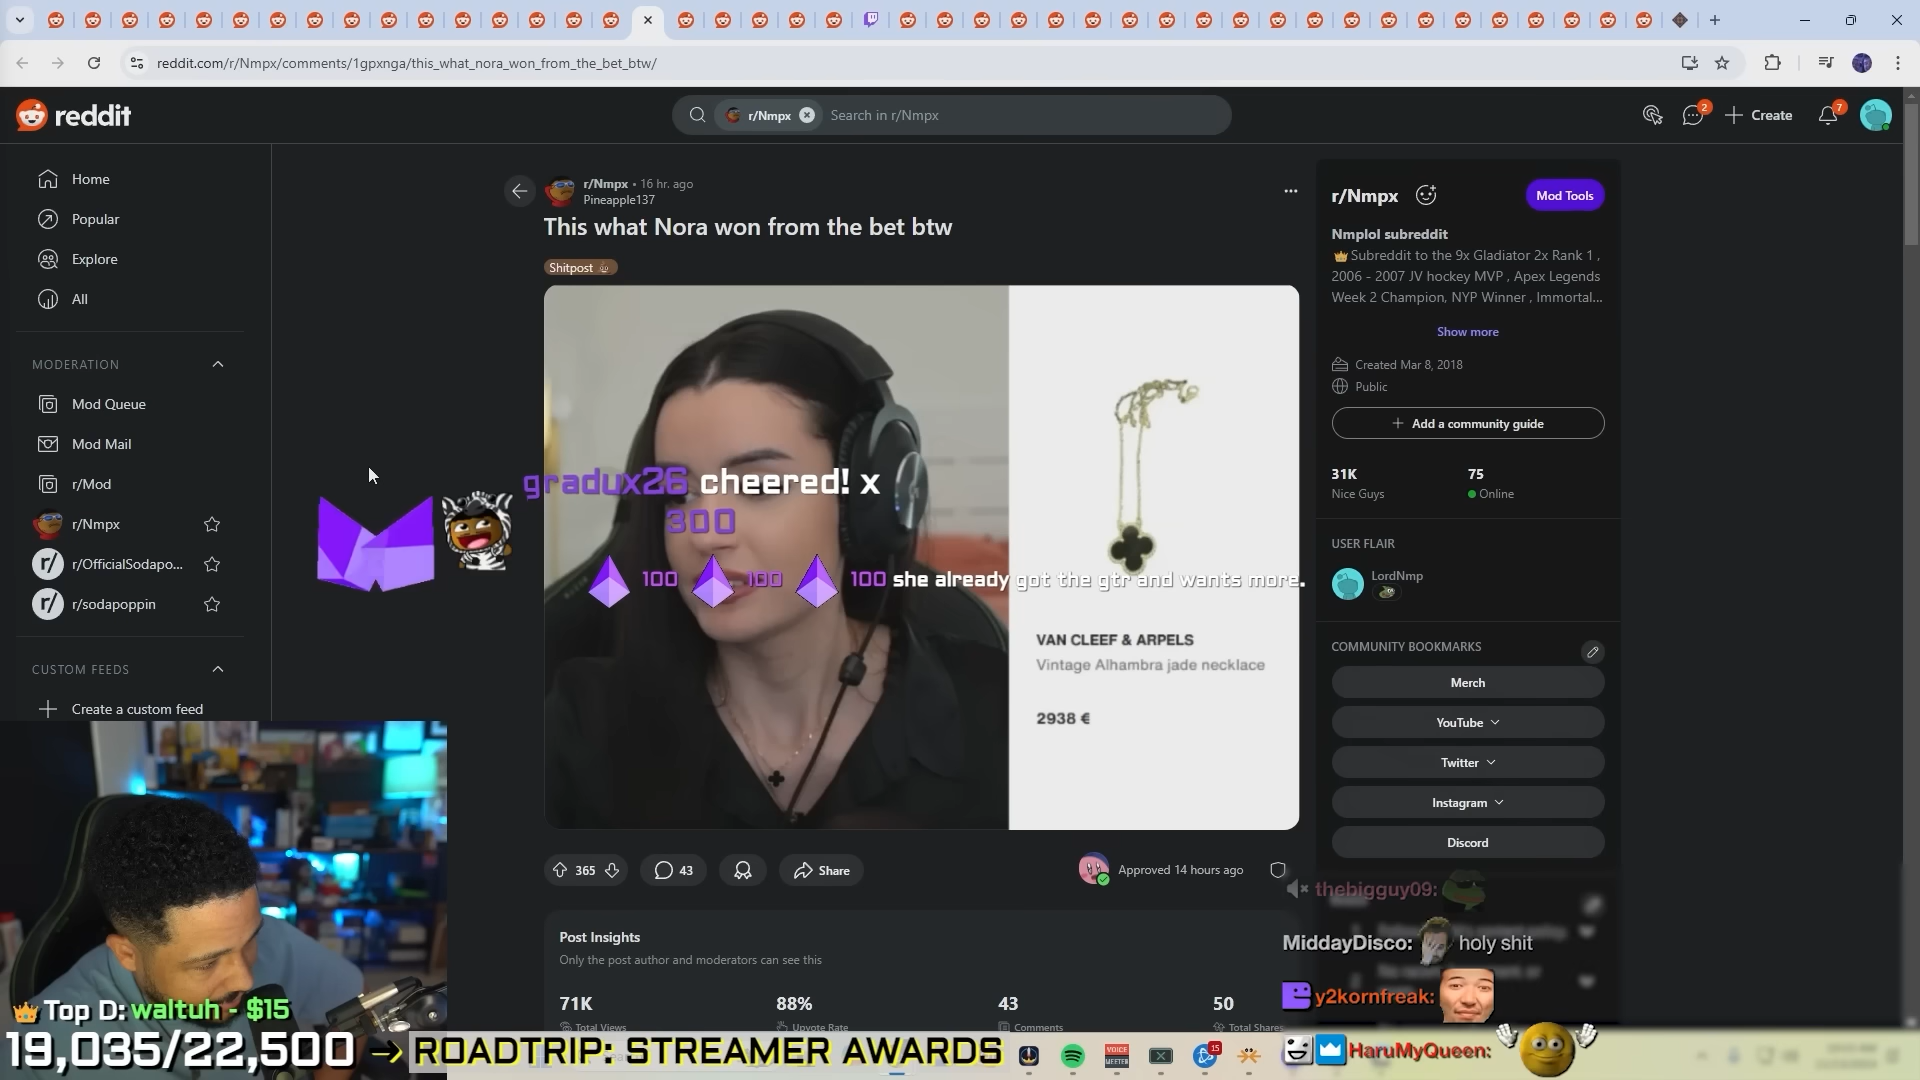 reddit.com/r/Nmpx/comments/1gpxnga/this_what_nora_won_from_the_bet_btw/
reddit
r/Nmpx
Search in r/Nmpx
2
Create
7
Home
Popular
Explore
All
MODERATION
Mod Queue
Mod Mail
r/Mod
r/Nmpx
r/OfficialSodapo...
r/sodapoppin
CUSTOM FEEDS
Create a custom feed
r/Nmpx • 16 hr. ago
Pineapple137
This what Nora won from the bet btw
Shitpost
gradux26 cheered! x
300
100 100 100 she already got the gtr and wants more.
VAN CLEEF & ARPELS
Vintage Alhambra jade necklace
2938 €
365
43
Share
Approved 14 hours ago
Post Insights
Only the post author and moderators can see this
71K
88%
43
50
Total Views
Upvote Rate
Comments
Total Shares
r/Nmpx
Mod Tools
Nmplol subreddit
Subreddit to the 9x Gladiator 2x Rank 1 ,
2006 - 2007 JV hockey MVP , Apex Legends
Week 2 Champion, NYP Winner , Immortal...
Show more
Created Mar 8, 2018
Public
Add a community guide
31K
75
Nice Guys
Online
USER FLAIR
LordNmp
COMMUNITY BOOKMARKS
Merch
YouTube
Twitter
Instagram
Discord
thebigguy09:
MiddayDisco: holy shit
y2kornfreak:
HaruMyQueen:
Top D: waltuh - $15
19,035/22,500 → ROADTRIP: STREAMER AWARDS
VOICE
MEETER
15